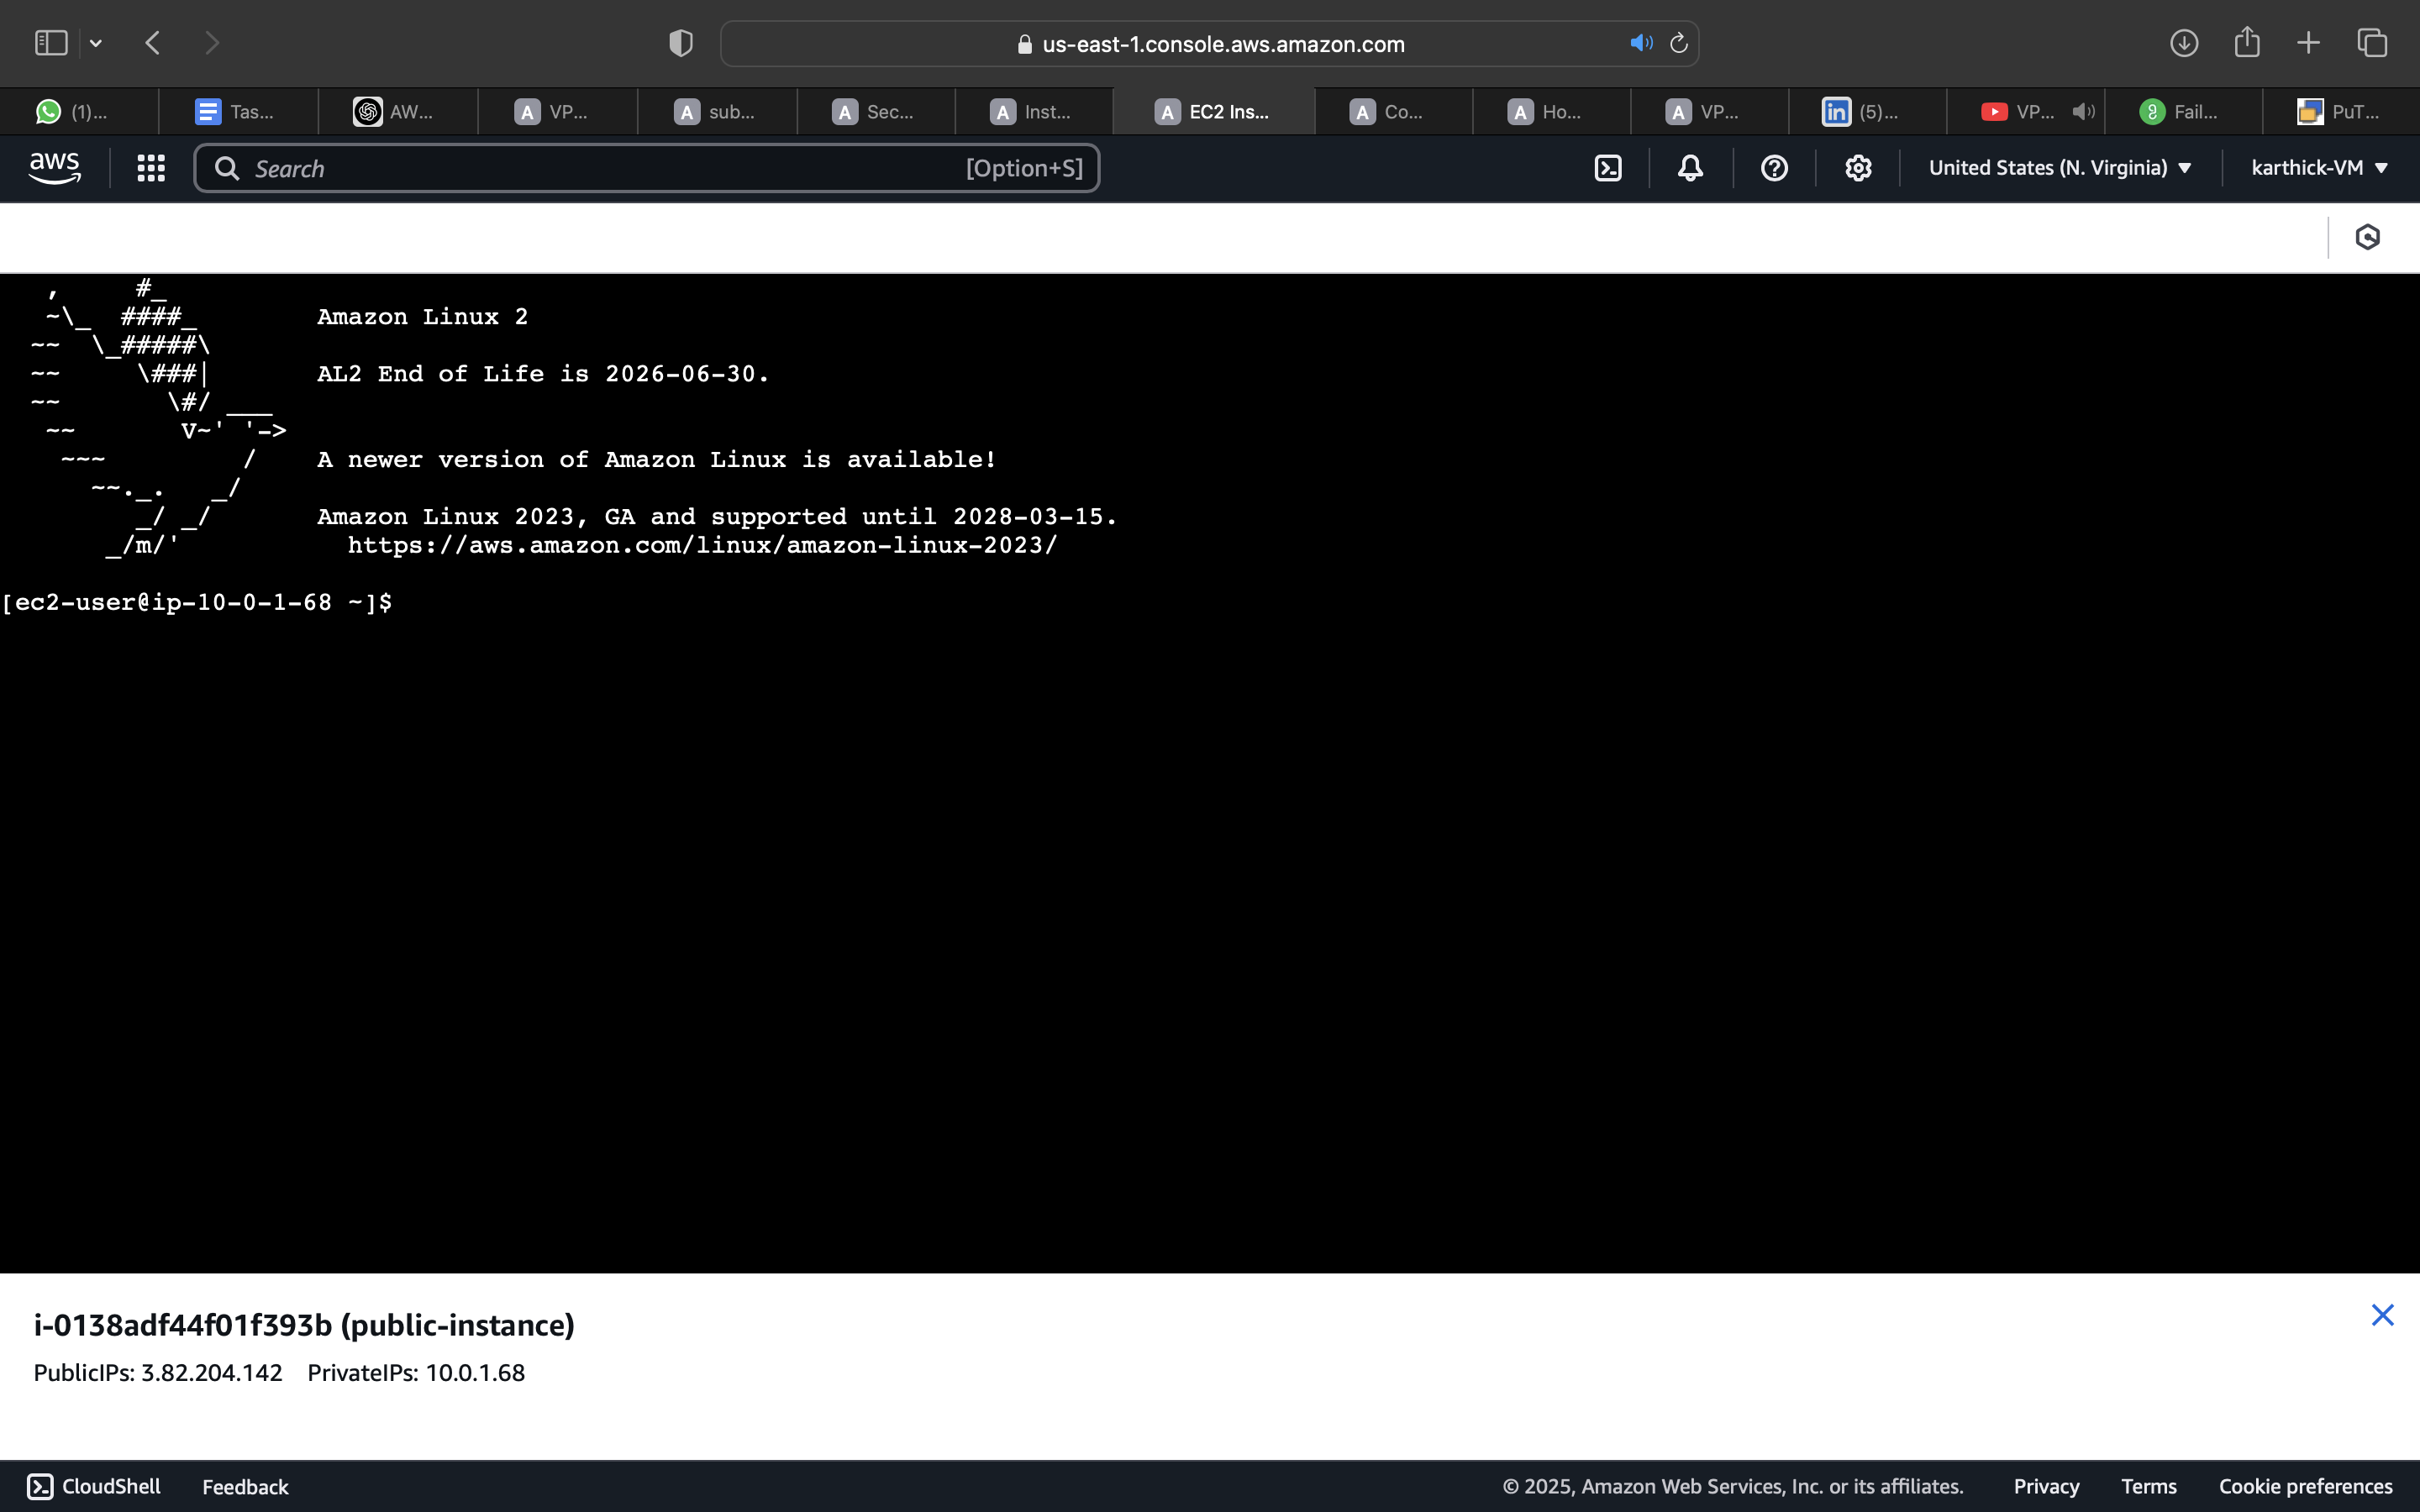 us-east-1.console.aws.amazon.com
(1)... Tas... AW... VP... sub... Sec... Inst... EC2 Ins... Co... Ho... VP... (5)... VP... Fail... PuT...
aws Search [Option+S] United States (N. Virginia) karthick-VM
, #_
~\_ ####_ Amazon Linux 2
~~ \_#####\
~~ \###| AL2 End of Life is 2026-06-30.
~~ \#/ ___
~~ V~' '->
~~~ / A newer version of Amazon Linux is available!
~~._. _/
_/ _/ Amazon Linux 2023, GA and supported until 2028-03-15.
_/m/' https://aws.amazon.com/linux/amazon-linux-2023/
[ec2-user@ip-10-0-1-68 ~]$
i-0138adf44f01f393b (public-instance)
PublicIPs: 3.82.204.142 PrivateIPs: 10.0.1.68
CloudShell Feedback © 2025, Amazon Web Services, Inc. or its affiliates. Privacy Terms Cookie preferences